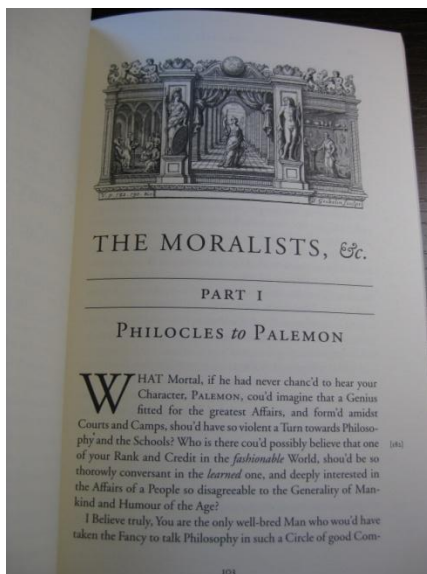 THE MORALISTS, &c.
PART I
PHILOCLES to PALEMON
WHAT Mortal, if he had never chanc'd to hear your
Character, PALEMON, cou'd imagine that a Genius
fitted for the greatest Affairs, and form'd amidst
Courts and Camps, shou'd have so violent a Turn towards Philoso-
phy and the Schools? Who is there cou'd possibly believe that one
of your Rank and Credit in the fashionable World, shou'd be so
thorowly conversant in the learned one, and deeply interested in
the Affairs of a People so disagreeable to the Generality of Man-
kind and Humour of the Age?
I Believe truly, You are the only well-bred Man who wou'd have
taken the Fancy to talk Philosophy in such a Circle of good Com-